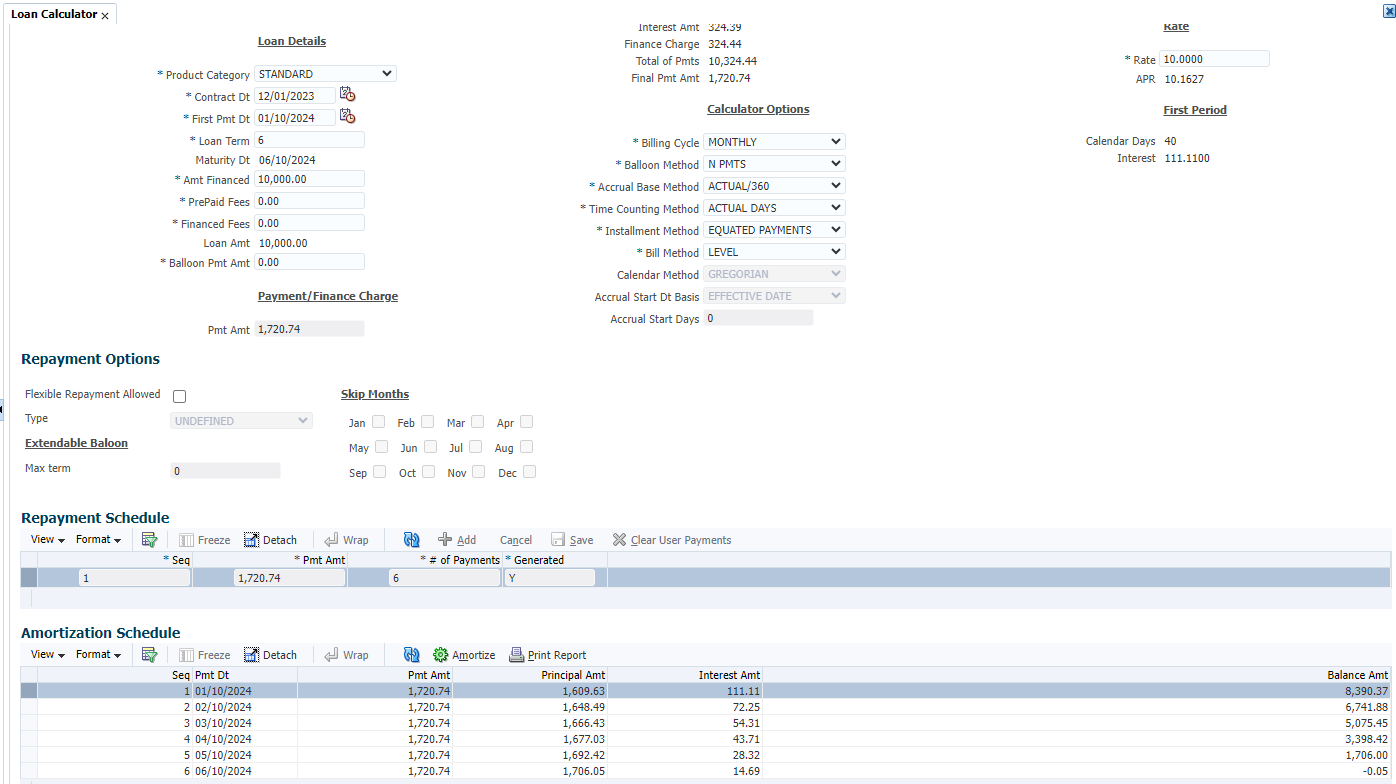 Loan Calculator
Loan Details
* Product Category STANDARD
* Contract Dt 12/01/2023
* First Pmt Dt 01/10/2024
* Loan Term 6
Maturity Dt 06/10/2024
* Amt Financed 10,000.00
* PrePaid Fees 0.00
* Financed Fees 0.00
Loan Amt 10,000.00
* Balloon Pmt Amt 0.00
Payment/Finance Charge
Pmt Amt 1,720.74
Interest Amt 324.39
Finance Charge 324.44
Total of Pmts 10,324.44
Final Pmt Amt 1,720.74
Calculator Options
* Billing Cycle MONTHLY
* Balloon Method N PMTS
* Accrual Base Method ACTUAL/360
* Time Counting Method ACTUAL DAYS
* Installment Method EQUATED PAYMENTS
* Bill Method LEVEL
Calendar Method GREGORIAN
Accrual Start Dt Basis EFFECTIVE DATE
Accrual Start Days 0
Rate
* Rate 10.0000
APR 10.1627
First Period
Calendar Days 40
Interest 111.1100
Repayment Options
Flexible Repayment Allowed
Type UNDEFINED
Extendable Baloon
Max term 0
Skip Months
Jan Feb Mar Apr
May Jun Jul Aug
Sep Oct Nov Dec
Repayment Schedule
View Format Freeze Detach Wrap Add Cancel Save Clear User Payments
* Seq * Pmt Amt * # of Payments * Generated
1 1,720.74 6 Y
Amortization Schedule
View Format Freeze Detach Wrap Amortize Print Report
Seq Pmt Dt Pmt Amt Principal Amt Interest Amt Balance Amt
1 01/10/2024 1,720.74 1,609.63 111.11 8,390.37
2 02/10/2024 1,720.74 1,648.49 72.25 6,741.88
3 03/10/2024 1,720.74 1,666.43 54.31 5,075.45
4 04/10/2024 1,720.74 1,677.03 43.71 3,398.42
5 05/10/2024 1,720.74 1,692.42 28.32 1,706.00
6 06/10/2024 1,720.74 1,706.05 14.69 -0.05